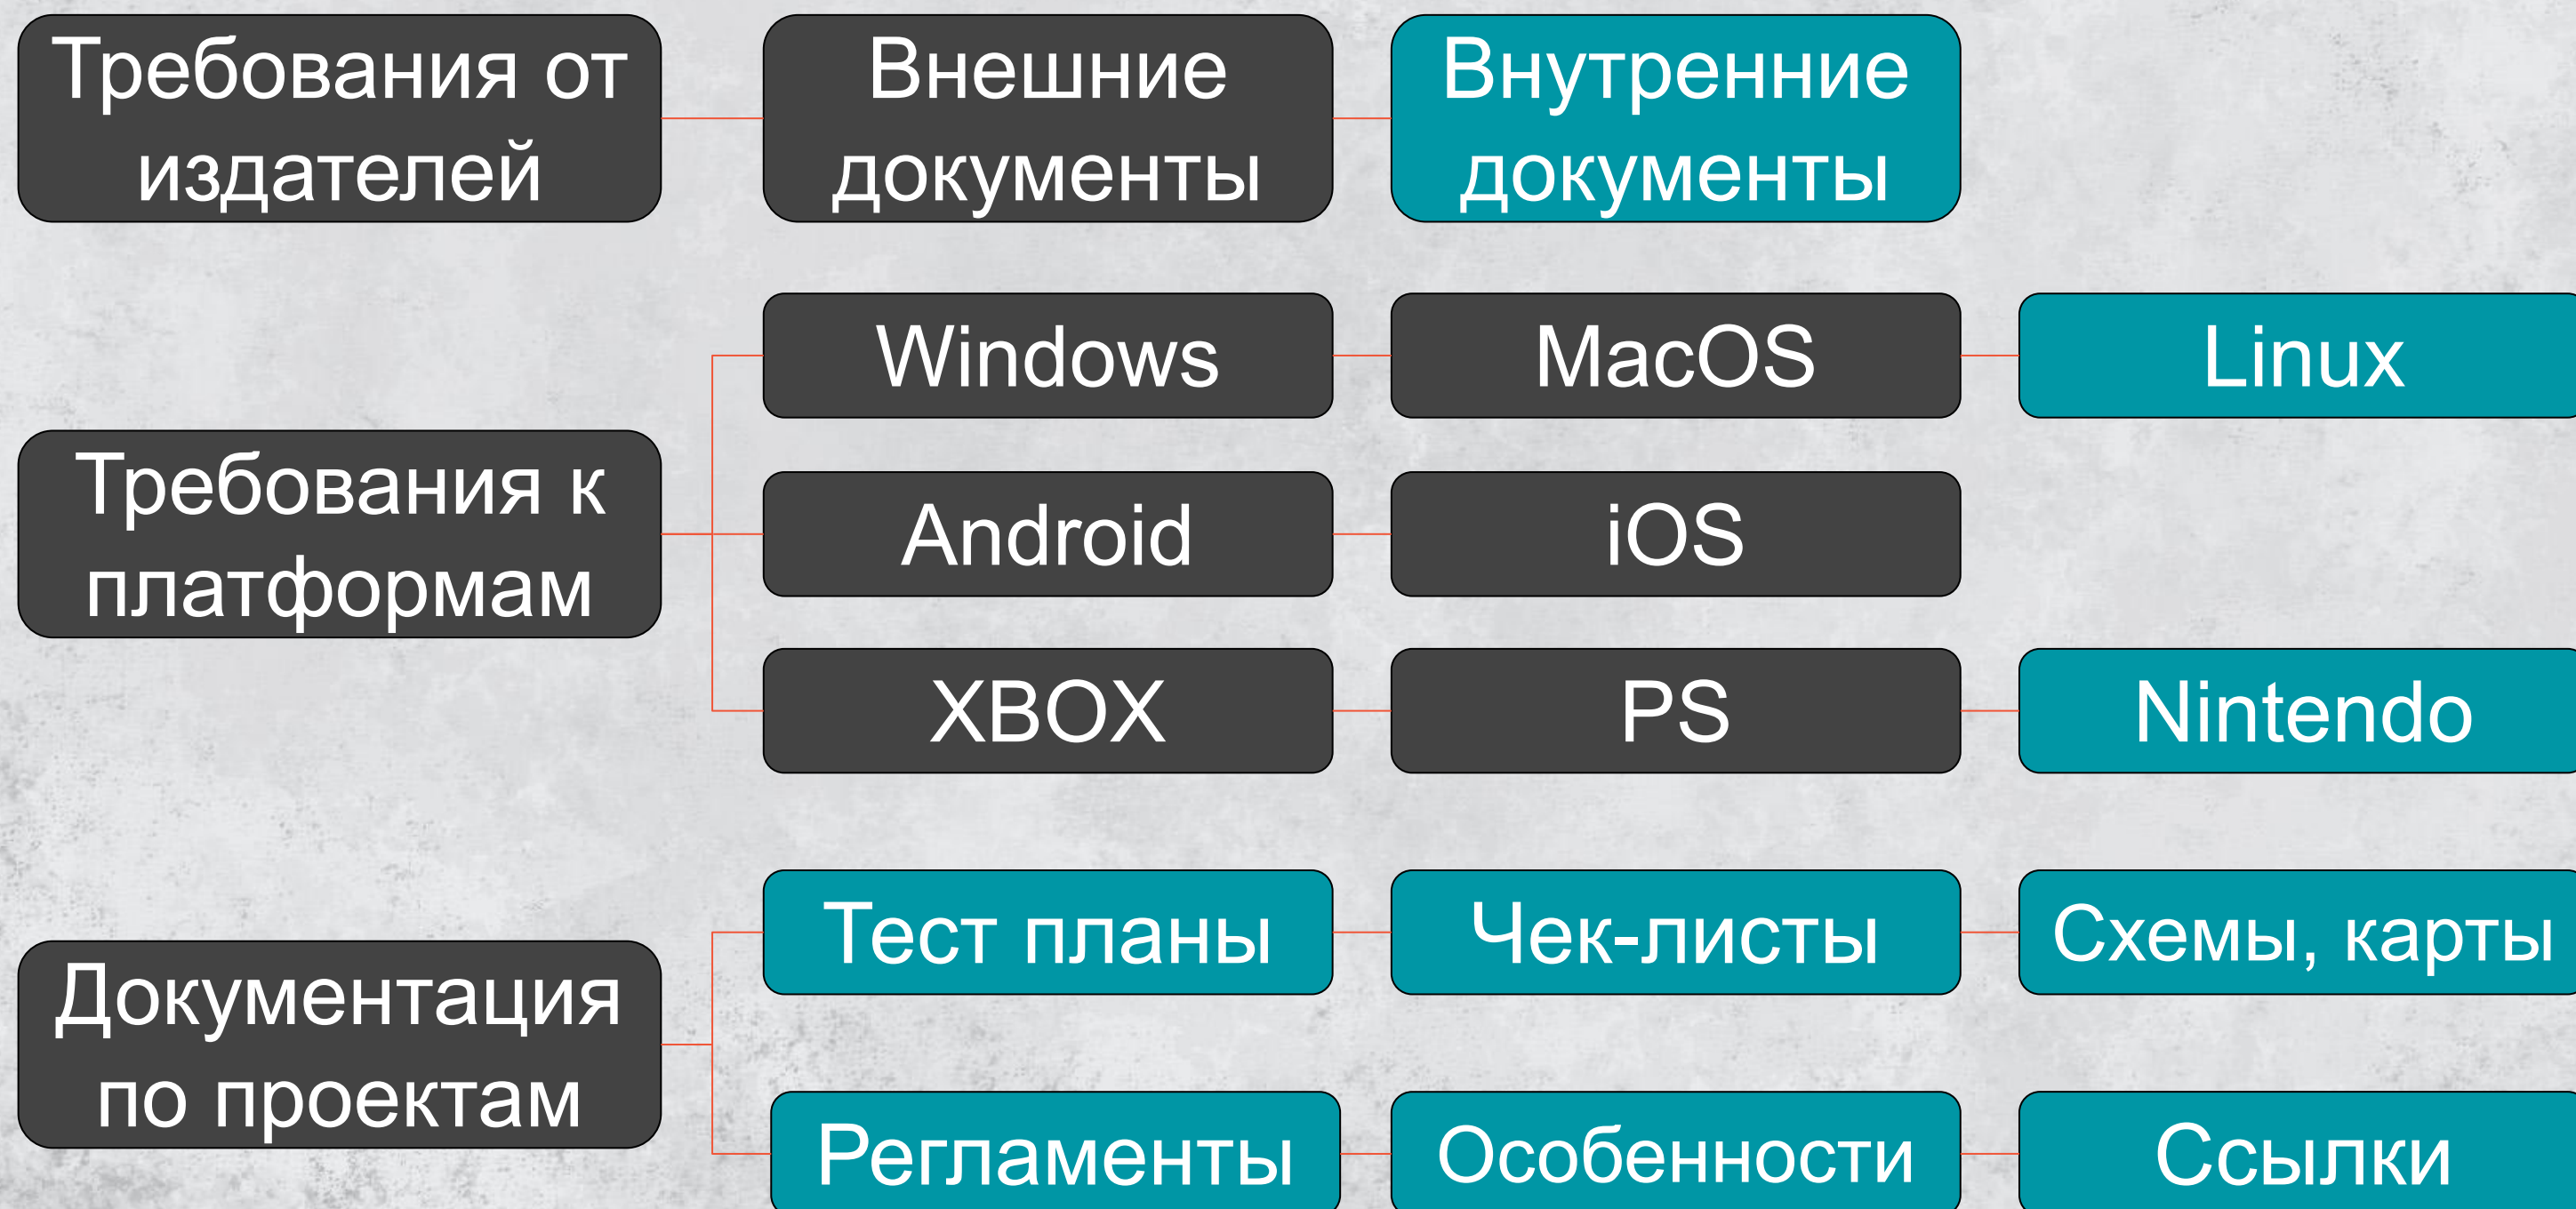 Требования от
издателей
Внешние
документы
Внутренние
документы
Требования к
платформам
Windows
MacOS
Linux
Android
iOS
XBOX
PS
Nintendo
Документация
по проектам
Тест планы
Чек-листы
Схемы, карты
Регламенты
Особенности
Ссылки